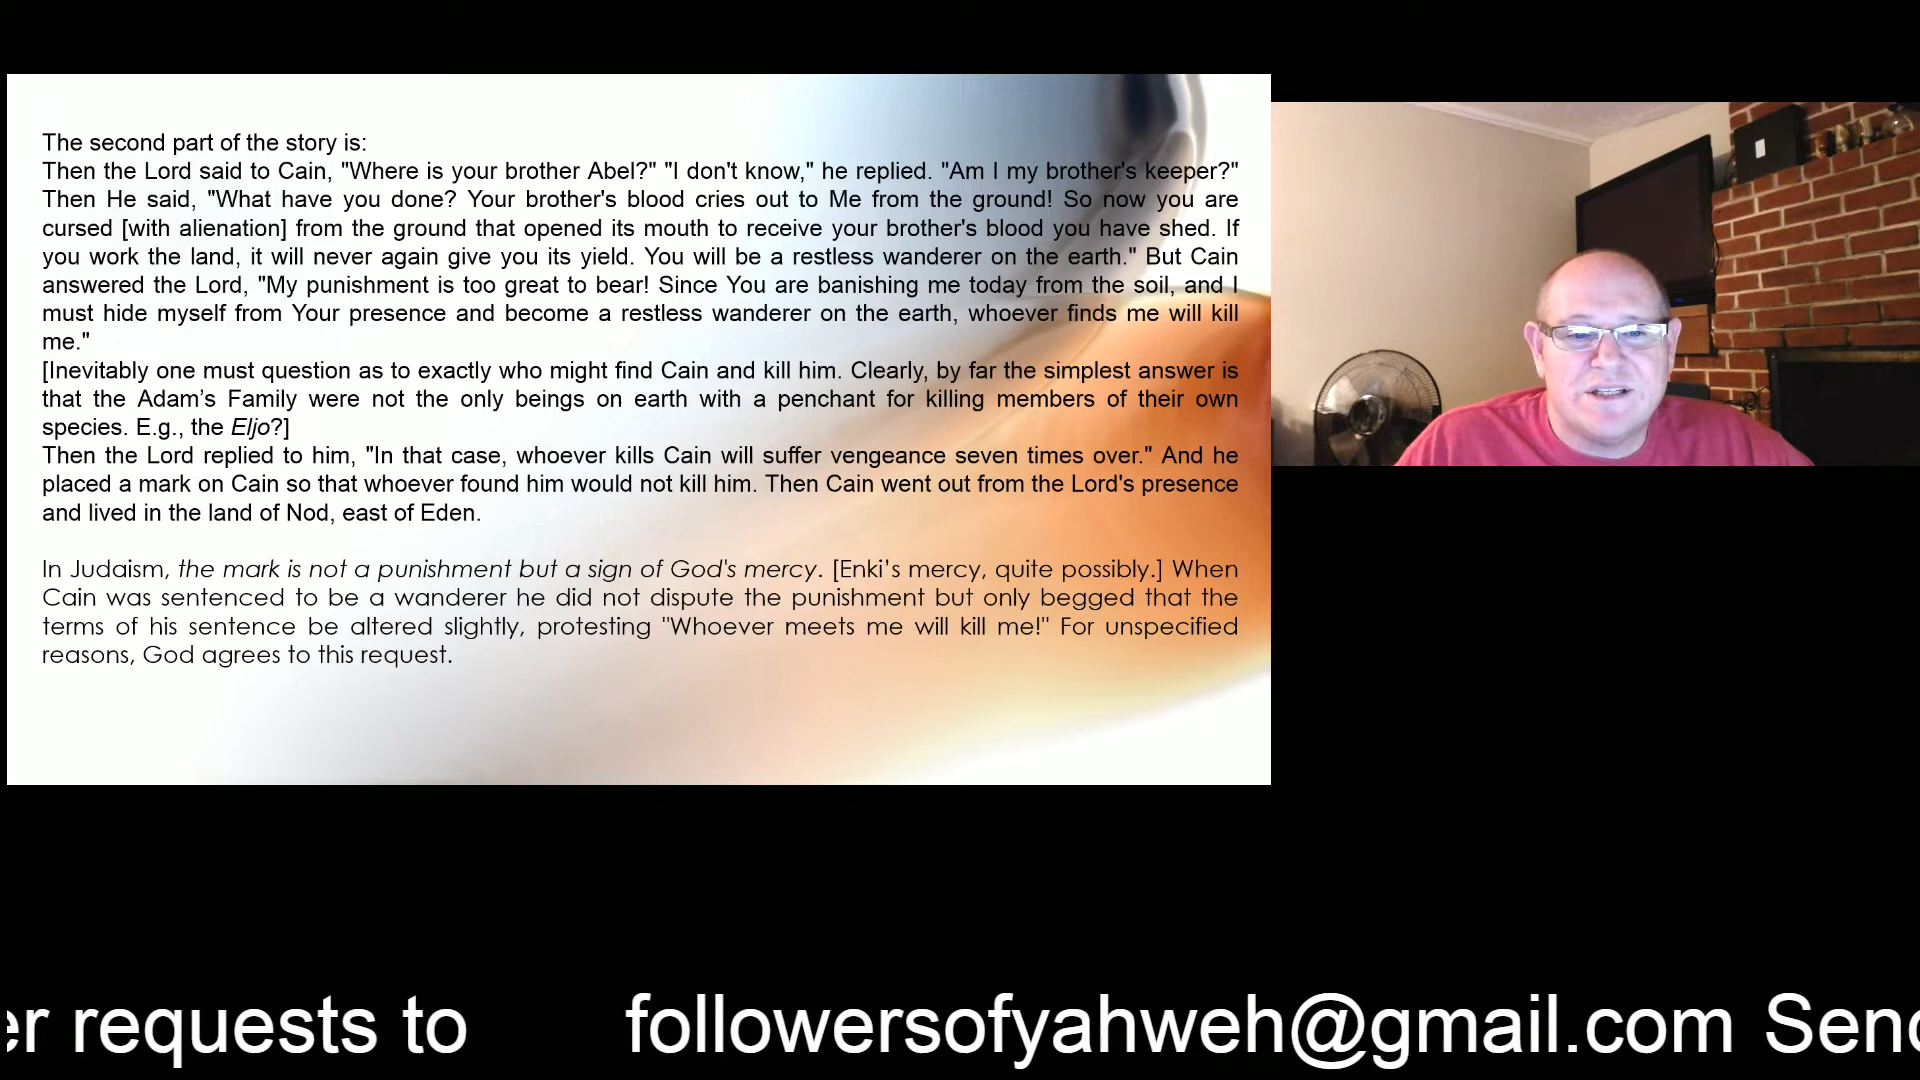 The second part of the story is:
Then the Lord said to Cain, "Where is your brother Abel?" "I don't know," he replied. "Am I my brother's keeper?"
Then He said, "What have you done? Your brother's blood cries out to Me from the ground! So now you are
cursed [with alienation] from the ground that opened its mouth to receive your brother's blood you have shed. If
you work the land, it will never again give you its yield. You will be a restless wanderer on the earth." But Cain
answered the Lord, "My punishment is too great to bear! Since You are banishing me today from the soil, and I
must hide myself from Your presence and become a restless wanderer on the earth, whoever finds me will kill
me."
[Inevitably one must question as to exactly who might find Cain and kill him. Clearly, by far the simplest answer is
that the Adam’s Family were not the only beings on earth with a penchant for killing members of their own
species. E.g., the Eljo?]
Then the Lord replied to him, "In that case, whoever kills Cain will suffer vengeance seven times over." And he
placed a mark on Cain so that whoever found him would not kill him. Then Cain went out from the Lord's presence
and lived in the land of Nod, east of Eden.
In Judaism, the mark is not a punishment but a sign of God's mercy. [Enki’s mercy, quite possibly.] When
Cain was sentenced to be a wanderer he did not dispute the punishment but only begged that the
terms of his sentence be altered slightly, protesting "Whoever meets me will kill me!" For unspecified
reasons, God agrees to this request.
er requests to followersofyahweh@gmail.com Send